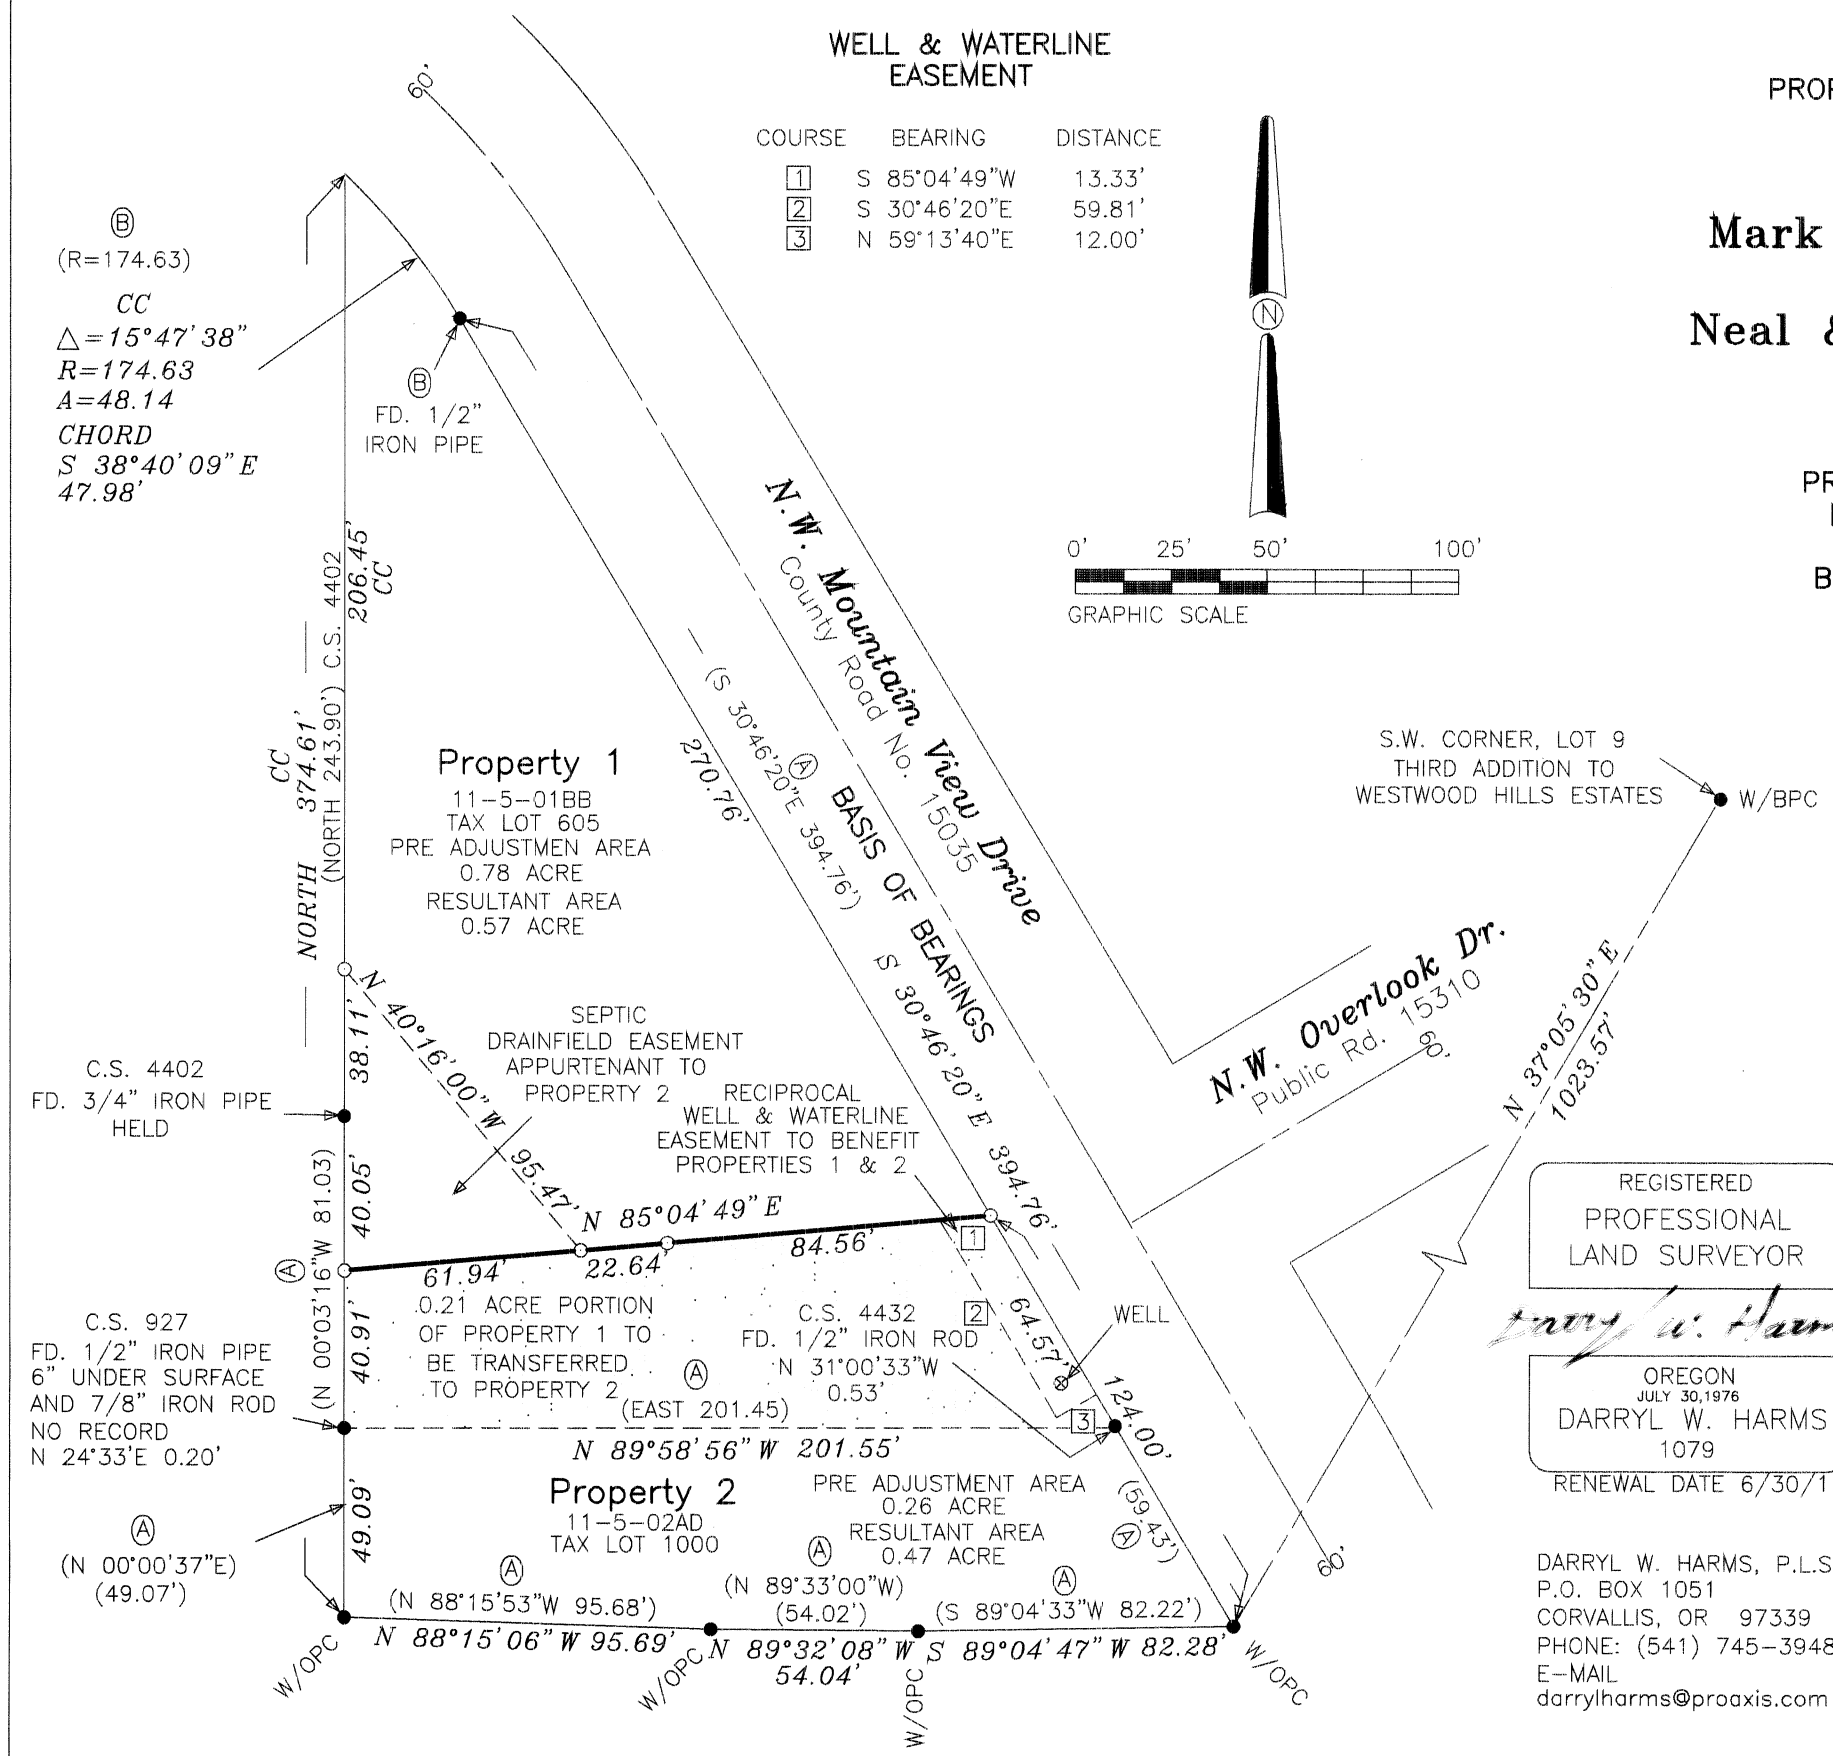 WELL & WATERLINE
EASEMENT
COURSE BEARING DISTANCE
1 S 85°04'49"W 13.33'
2 S 30°46'20"E 59.81'
3 N 59°13'40"E 12.00'
60'
B
(R=174.63)
CC
△=15°47'38"
R=174.63
A=48.14
CHORD
S 38°40'09"E
47.98'
B
FD. 1/2"
IRON PIPE
N
0' 25' 50' 100'
GRAPHIC SCALE
PROP
Mark
Neal &
PR
B
N.W. Mountain View Drive
County Road No. 15035
206.45'
CC
CC
NORTH 374.61'
(NORTH 243.90') C.S. 4402
270.76'
(S 30°46'20"E 394.76')
A
BASIS OF BEARINGS
S 30°46'20"E 394.76'
Property 1
11-5-01BB
TAX LOT 605
PRE ADJUSTMEN AREA
0.78 ACRE
RESULTANT AREA
0.57 ACRE
S.W. CORNER, LOT 9
THIRD ADDITION TO
WESTWOOD HILLS ESTATES
W/BPC
N.W. Overlook Dr.
Public Rd. 15310
60'
N 37°05'30"E
1023.57'
38.11'
N 40°16'00"W 95.47'
SEPTIC
DRAINFIELD EASEMENT
APPURTENANT TO
PROPERTY 2
RECIPROCAL
WELL & WATERLINE
EASEMENT TO BENEFIT
PROPERTIES 1 & 2
C.S. 4402
FD. 3/4" IRON PIPE
HELD
40.05'
(N 00°03'16"W 81.03)
A
N 85°04'49"E
61.94'
22.64'
84.56'
1
2
3
40.91'
0.21 ACRE PORTION
OF PROPERTY 1 TO
BE TRANSFERRED
TO PROPERTY 2
C.S. 4432
FD. 1/2" IRON ROD
N 31°00'33"W
0.53'
64.57'
WELL
124.00'
C.S. 927
FD. 1/2" IRON PIPE
6" UNDER SURFACE
AND 7/8" IRON ROD
NO RECORD
N 24°33'E 0.20'
A
(EAST 201.45)
N 89°58'56"W 201.55'
Property 2
11-5-02AD
TAX LOT 1000
PRE ADJUSTMENT AREA
0.26 ACRE
RESULTANT AREA
0.47 ACRE
(59.43')
A
49.09'
A
(N 00°00'37"E)
(49.07')
A
(N 88°15'53"W 95.68')
N 88°15'06"W 95.69'
A
(N 89°33'00"W)
(54.02')
N 89°32'08"W
54.04'
A
(S 89°04'33"W 82.22')
S 89°04'47"W 82.28'
W/OPC
W/OPC
W/OPC
W/OPC
60'
REGISTERED
PROFESSIONAL
LAND SURVEYOR
Darryl W. Harm
OREGON
JULY 30,1976
DARRYL W. HARMS
1079
RENEWAL DATE 6/30/1
DARRYL W. HARMS, P.L.S
P.O. BOX 1051
CORVALLIS, OR 97339
PHONE: (541) 745-3948
E-MAIL
darrylharms@proaxis.com